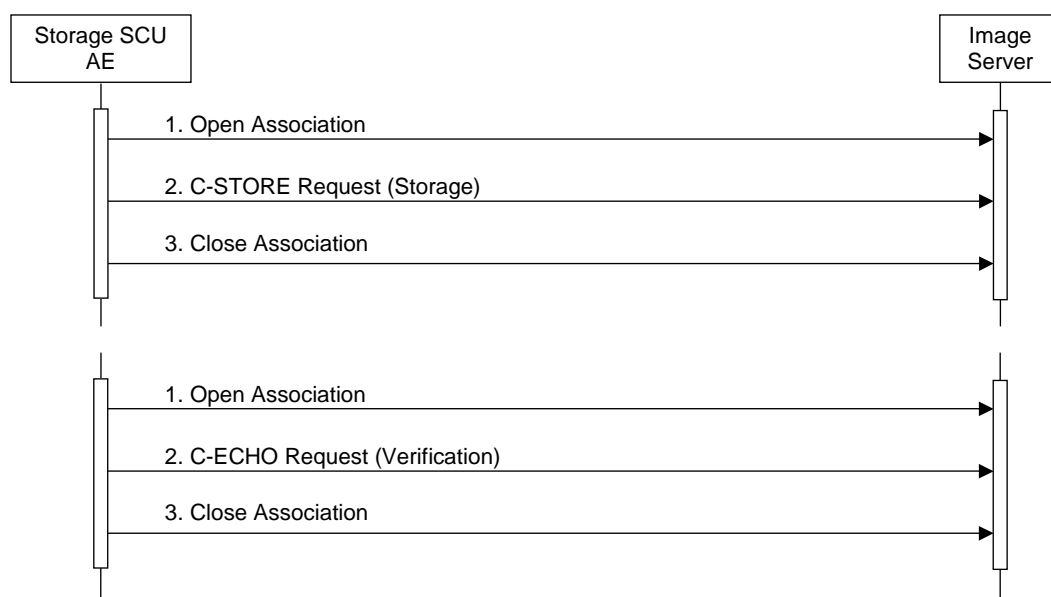 Storage SCU
AE
Image
Server
1. Open Association
2. C-STORE Request (Storage)
3. Close Association
1. Open Association
2. C-ECHO Request (Verification)
3. Close Association